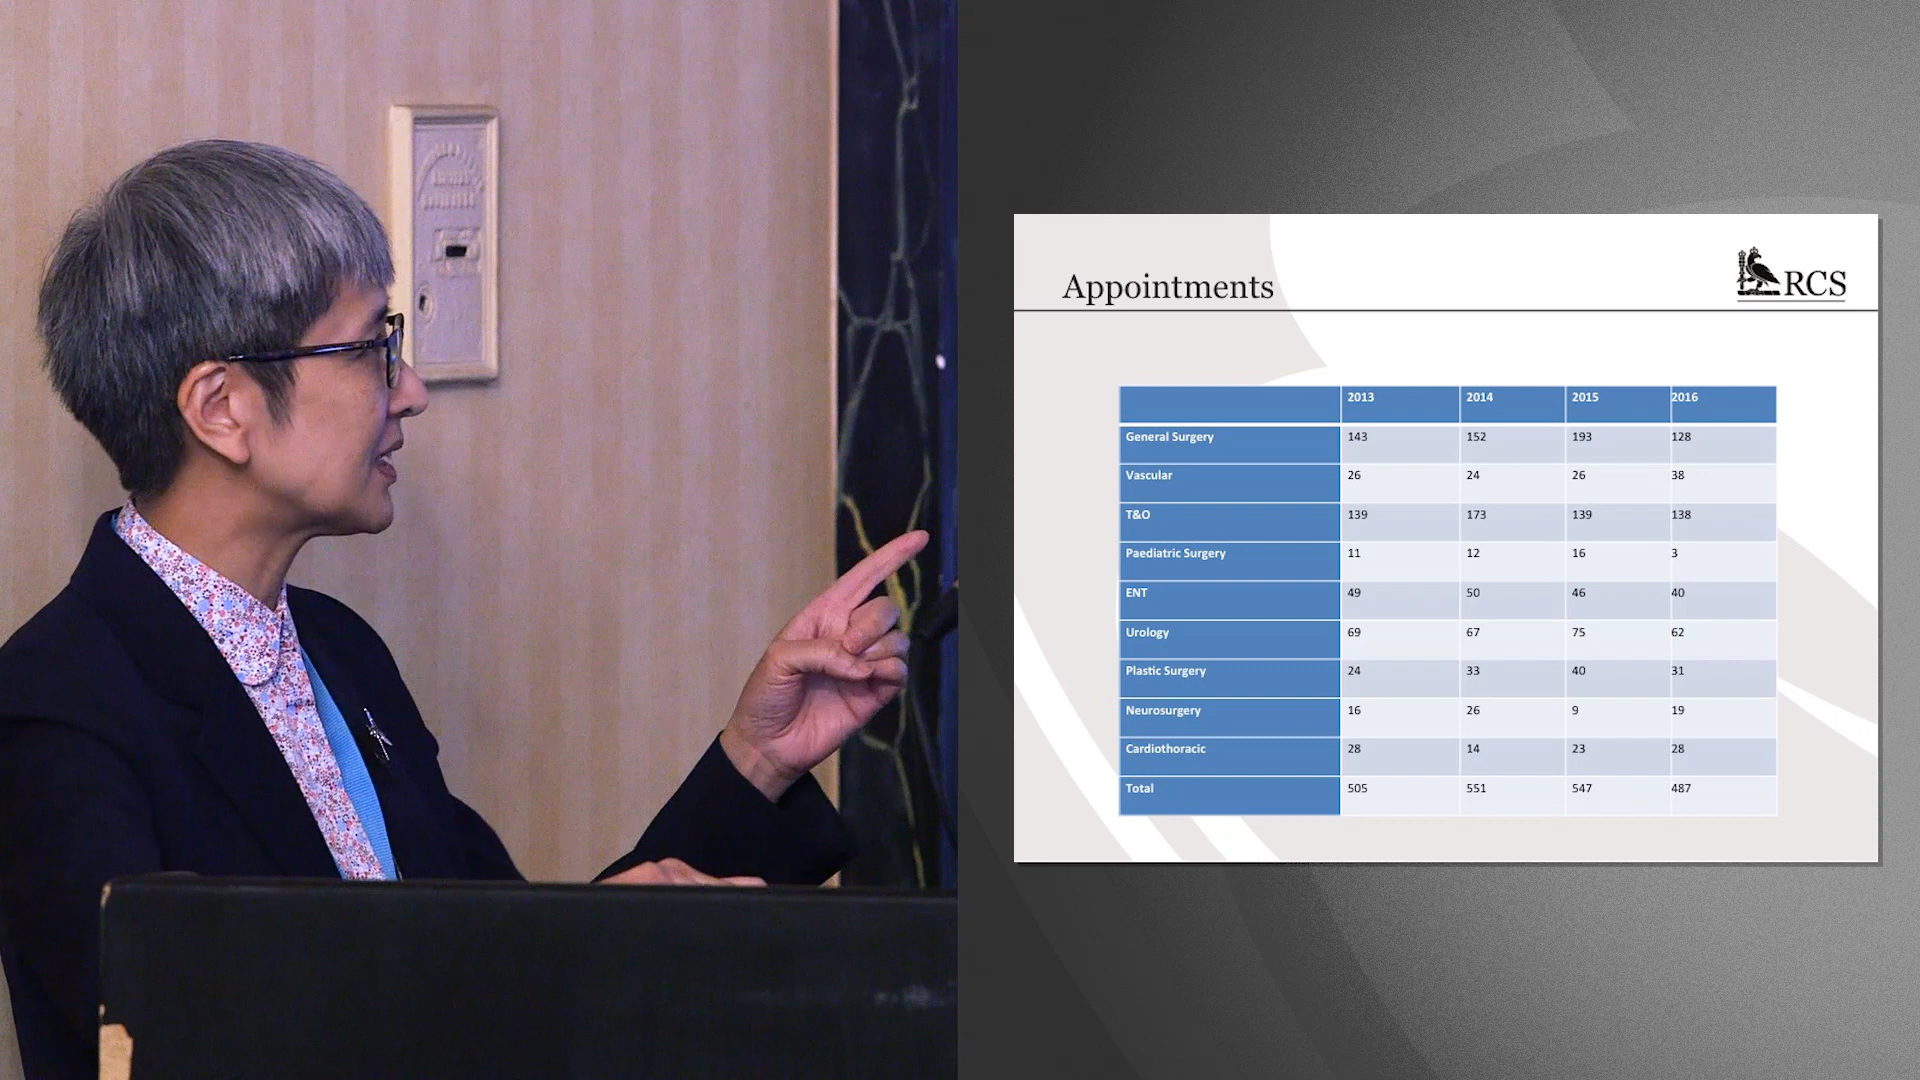 Appointments
RCS
2013 2014 2015 2016
General Surgery 143 152 193 128
Vascular 26 24 26 38
T&O 139 173 139 138
Paediatric Surgery 11 12 16 3
ENT 49 50 46 40
Urology 69 67 75 62
Plastic Surgery 24 33 40 31
Neurosurgery 16 26 9 19
Cardiothoracic 28 14 23 28
Total 505 551 547 487